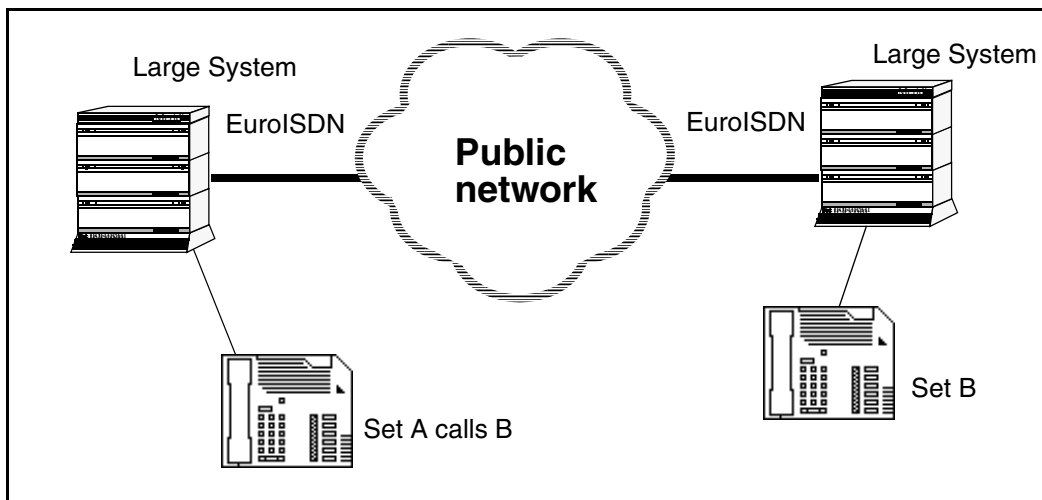 Large System
EuroISDN
Public
network
Large System
EuroISDN
Set A calls B
Set B